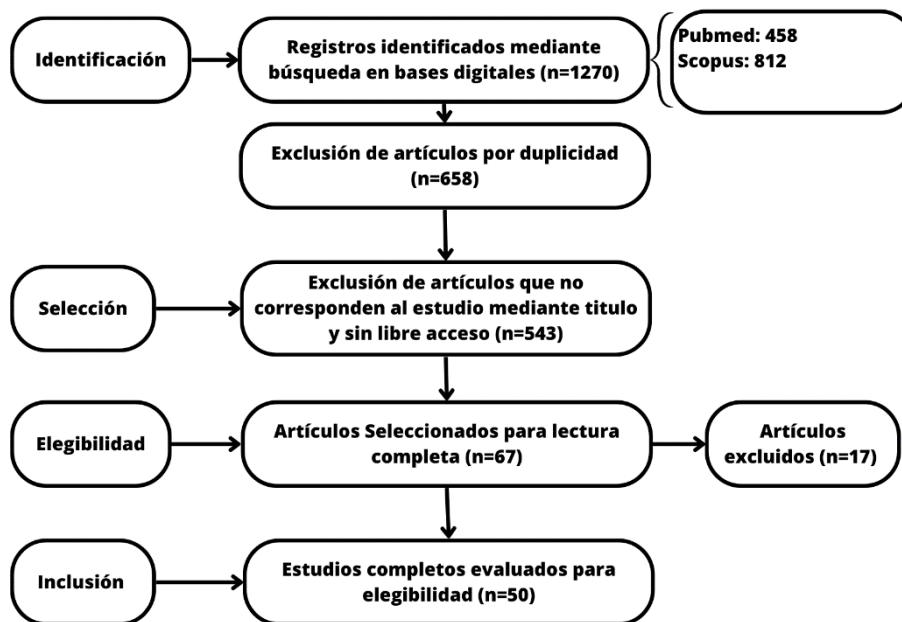 Identificación
Registros identificados mediante
búsqueda en bases digitales (n=1270)
Pubmed: 458
Scopus: 812
Exclusión de artículos por duplicidad
(n=658)
Selección
Exclusión de artículos que no
corresponden al estudio mediante titulo
y sin libre acceso (n=543)
Elegibilidad
Artículos Seleccionados para lectura
completa (n=67)
Artículos
excluidos (n=17)
Inclusión
Estudios completos evaluados para
elegibilidad (n=50)